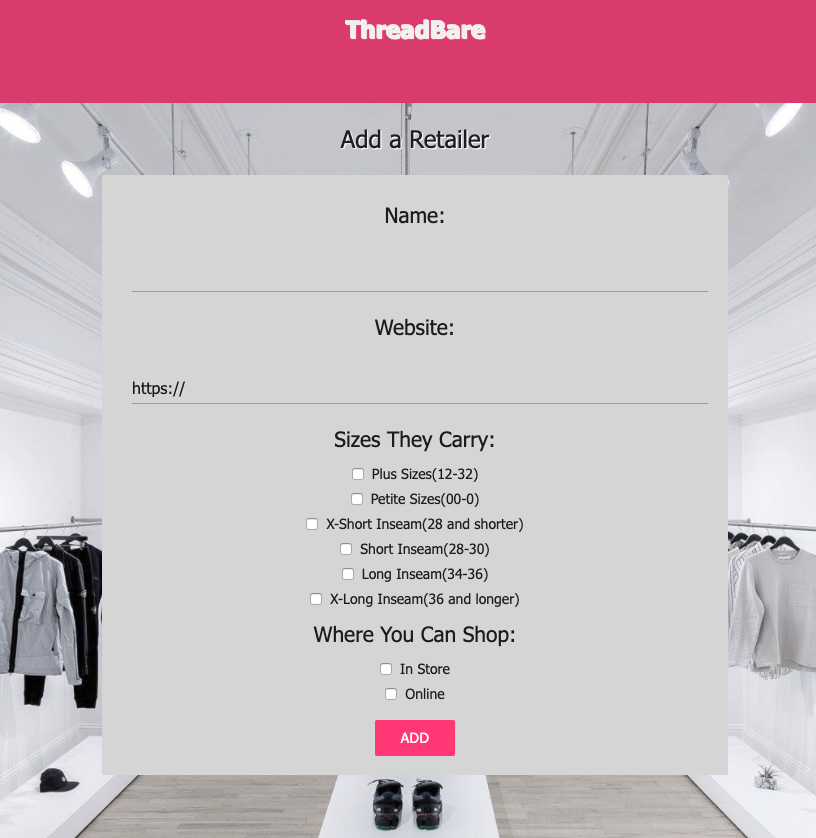 ThreadBare
Add a Retailer
Name:
Website:
https://
Sizes They Carry:
Plus Sizes(12-32)
Petite Sizes(00-0)
X-Short Inseam(28 and shorter)
Short Inseam(28-30)
Long Inseam(34-36)
X-Long Inseam(36 and longer)
Where You Can Shop:
In Store
Online
ADD